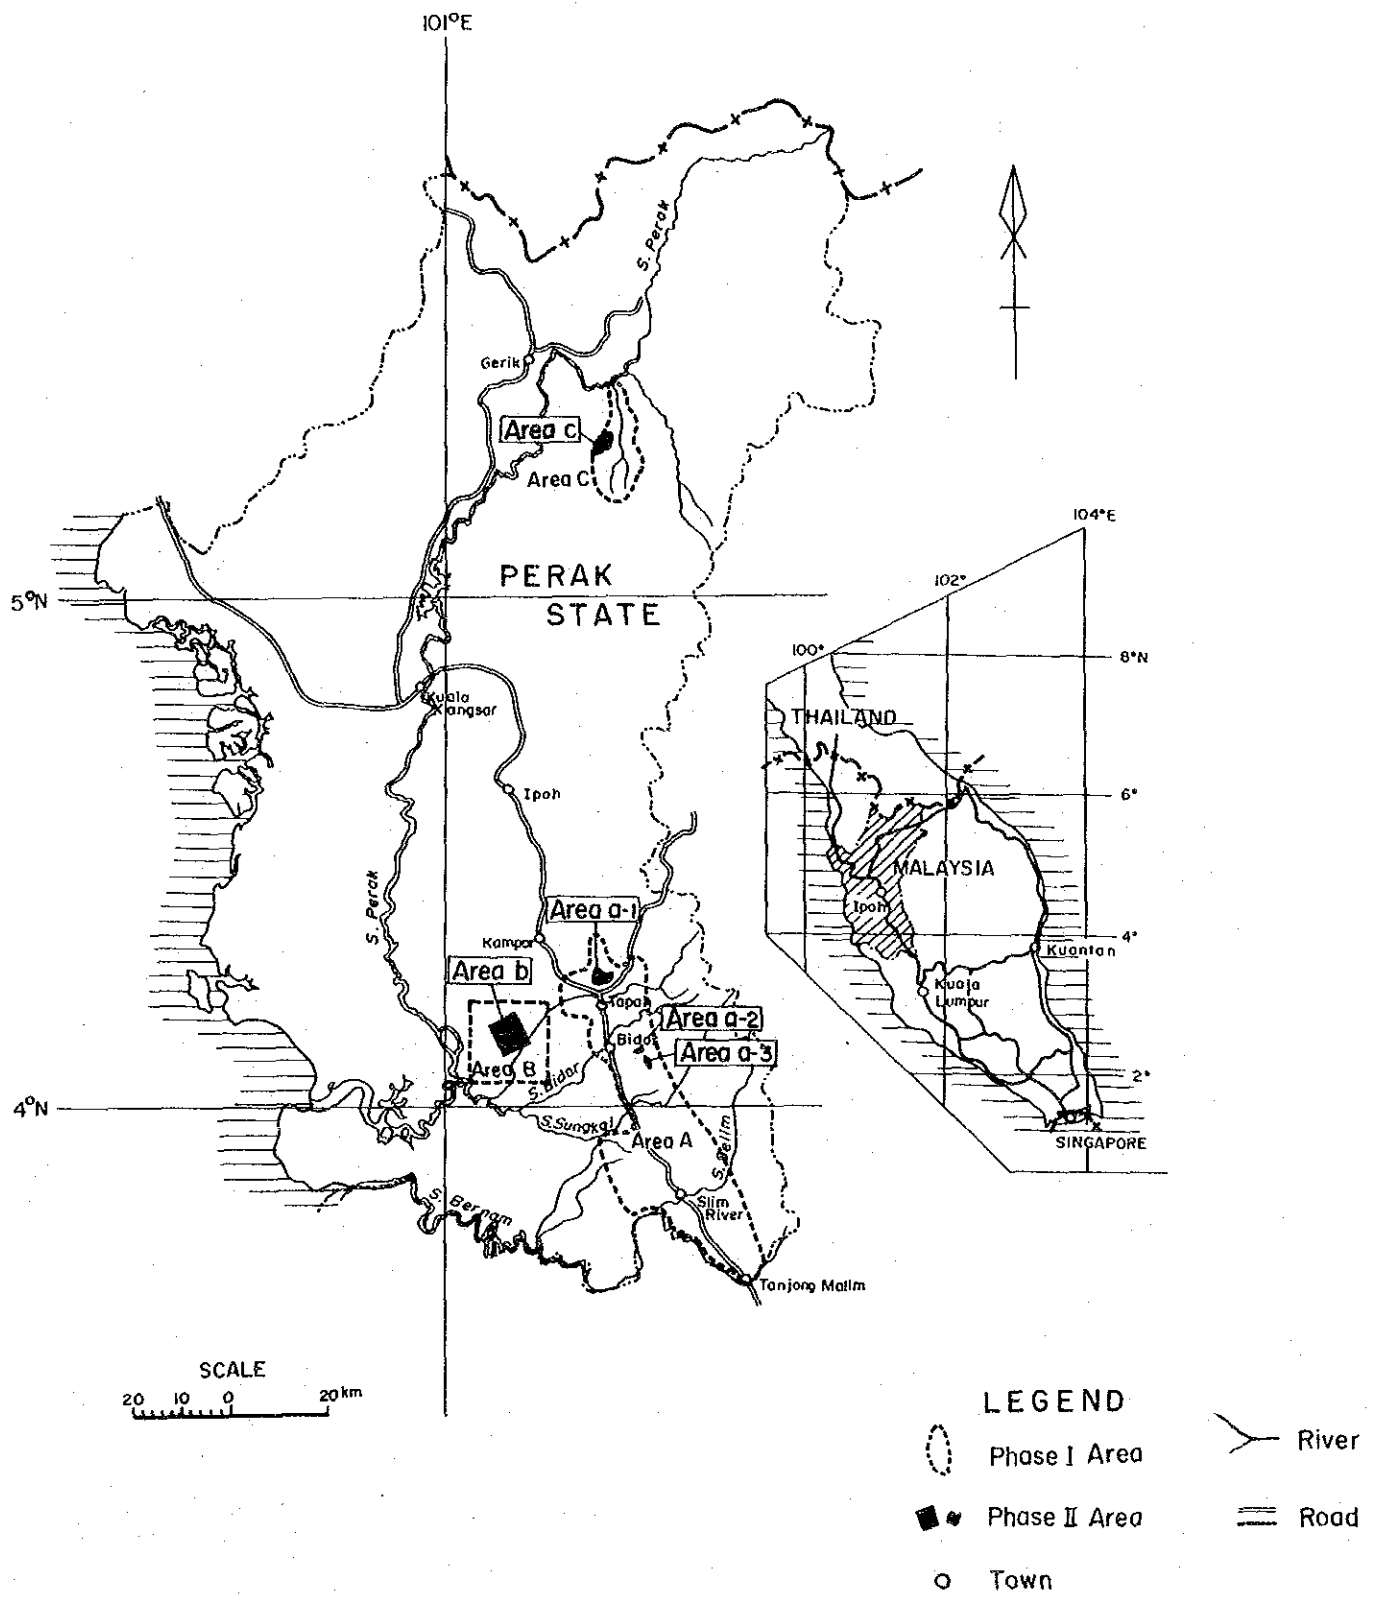 101°E
S. Perak
Gerik
Area c
Area C
104°E
PERAK
STATE
102°
5°N
100°
8°N
Kuala
Kangsar
THAILAND
Ipoh
6°
MALAYSIA
S. Perak
Area a-1
Ipoh
Kampar
4°
Area b
Kuantan
Kuala
Lumpur
Tapah
Area a-2
Bidor
Area a-3
Area B
S. Bidor
2°
4°N
S. Sungkai
Area A
SINGAPORE
S. Bernam
Slim
River
Tanjong Malim
SCALE
20 10 0 20km
LEGEND
Phase I Area
River
Phase II Area
Road
Town